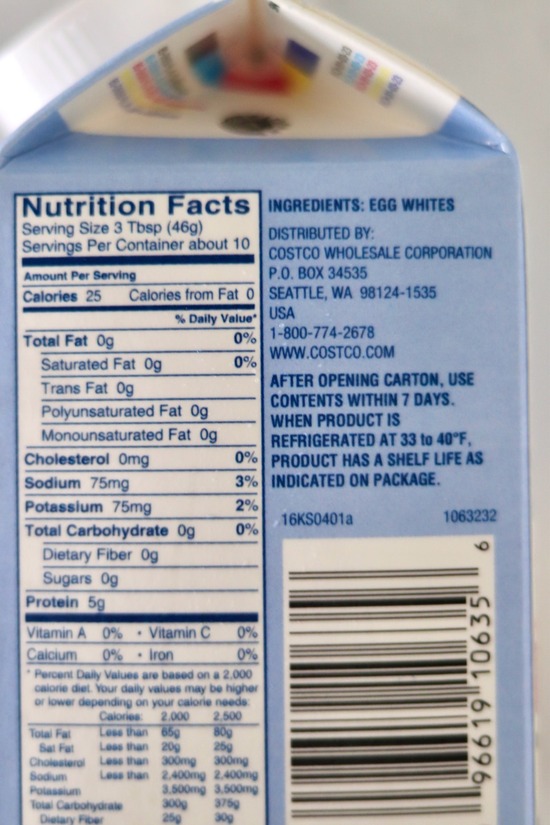 Nutrition Facts
Serving Size 3 Tbsp (46g)
Servings Per Container about 10
Amount Per Serving
Calories 25 Calories from Fat 0
% Daily Value*
Total Fat 0g 0%
Saturated Fat 0g 0%
Trans Fat 0g
Polyunsaturated Fat 0g
Monounsaturated Fat 0g
Cholesterol 0mg 0%
Sodium 75mg 3%
Potassium 75mg 2%
Total Carbohydrate 0g 0%
Dietary Fiber 0g
Sugars 0g
Protein 5g
Vitamin A 0% • Vitamin C 0%
Calcium 0% • Iron 0%
* Percent Daily Values are based on a 2,000
calorie diet. Your daily values may be higher
or lower depending on your calorie needs:
Calories: 2,000 2,500
Total Fat Less than 65g 80g
Sat Fat Less than 20g 25g
Cholesterol Less than 300mg 300mg
Sodium Less than 2,400mg 2,400mg
Potassium 3,500mg 3,500mg
Total Carbohydrate 300g 375g
Dietary Fiber 25g 30g
INGREDIENTS: EGG WHITES
DISTRIBUTED BY:
COSTCO WHOLESALE CORPORATION
P.O. BOX 34535
SEATTLE, WA 98124-1535
USA
1-800-774-2678
WWW.COSTCO.COM
AFTER OPENING CARTON, USE
CONTENTS WITHIN 7 DAYS.
WHEN PRODUCT IS
REFRIGERATED AT 33 to 40°F,
PRODUCT HAS A SHELF LIFE AS
INDICATED ON PACKAGE.
16KS0401a 1063232
96619 10635 6